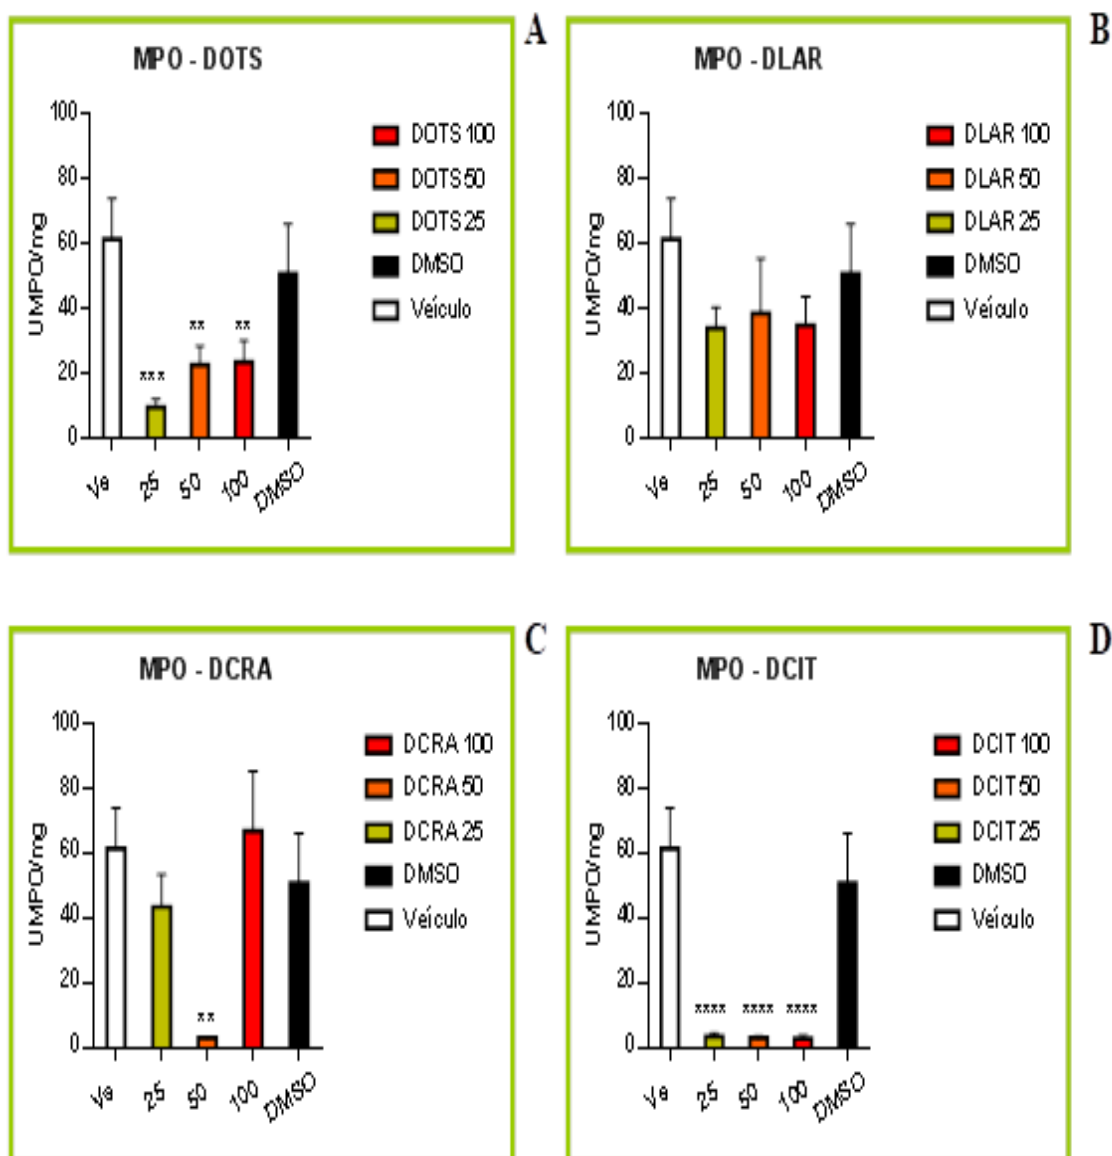 A
MPO - DOTS
UMPO/mg
100
80
60
40
20
0
***
**
**
Ve
25
50
100
DMSO
DOTS 100
DOTS 50
DOTS 25
DMSO
Veículo
B
MPO - DLAR
UMPO/mg
100
80
60
40
20
0
Ve
25
50
100
DMSO
DLAR 100
DLAR 50
DLAR 25
DMSO
Veículo
C
MPO - DCRA
UMPO/mg
100
80
60
40
20
0
**
Ve
25
50
100
DMSO
DCRA 100
DCRA 50
DCRA 25
DMSO
Veículo
D
MPO - DCIT
UMPO/mg
100
80
60
40
20
0
****
****
****
Ve
25
50
100
DMSO
DCIT 100
DCIT 50
DCIT 25
DMSO
Veículo